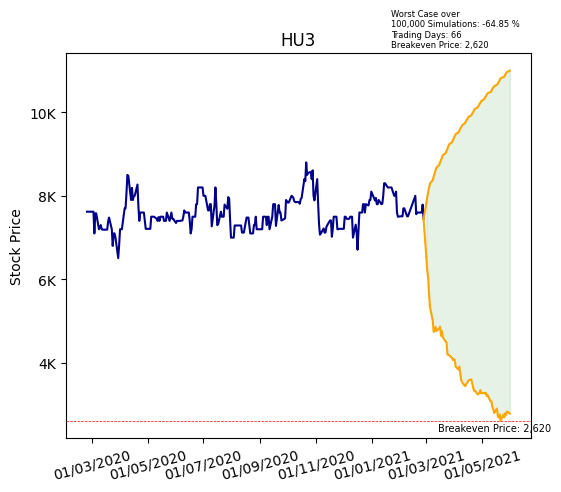 Worst Case over
100,000 Simulations: -64.85 %
Trading Days: 66
Breakeven Price: 2,620
HU3
Stock Price
10K
8K
6K
4K
Breakeven Price: 2,620
01/03/2020
01/05/2020
01/07/2020
01/09/2020
01/11/2020
01/01/2021
01/03/2021
01/05/2021